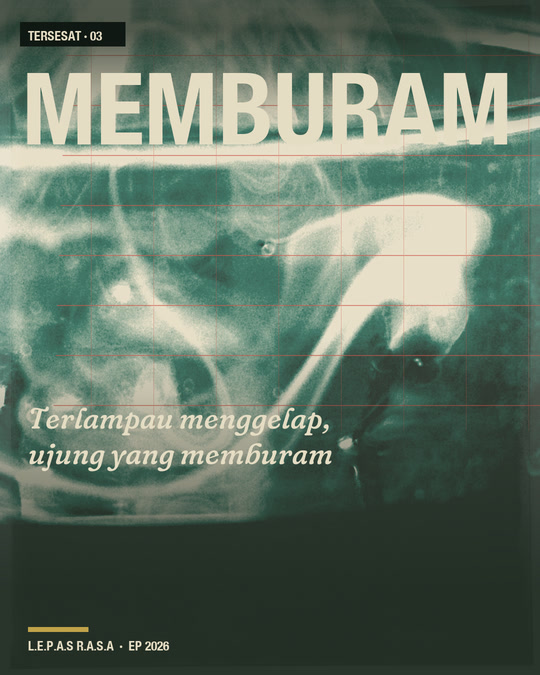 TERSESAT · 03
MEMBURAM
Terlampau menggelap,
ujung yang memburam
L.E.P.A.S R.A.S.A · EP 2026